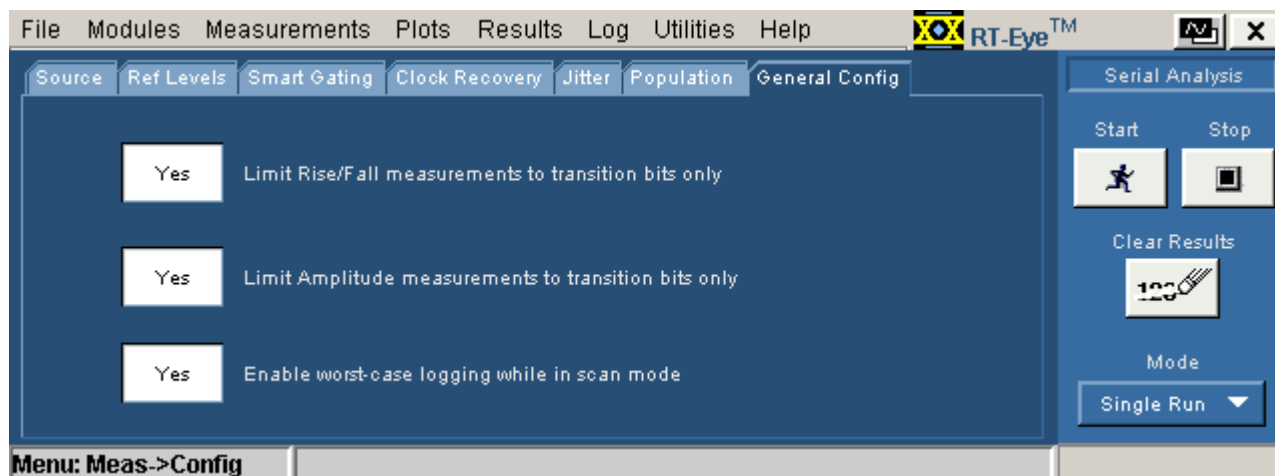 File Modules Measurements Plots Results Log Utilities Help RT-Eye™
Source Ref Levels Smart Gating Clock Recovery Jitter Population General Config
Serial Analysis
Yes Limit Rise/Fall measurements to transition bits only
Yes Limit Amplitude measurements to transition bits only
Yes Enable worst-case logging while in scan mode
Start Stop
Clear Results
123
Mode
Single Run
Menu: Meas->Config